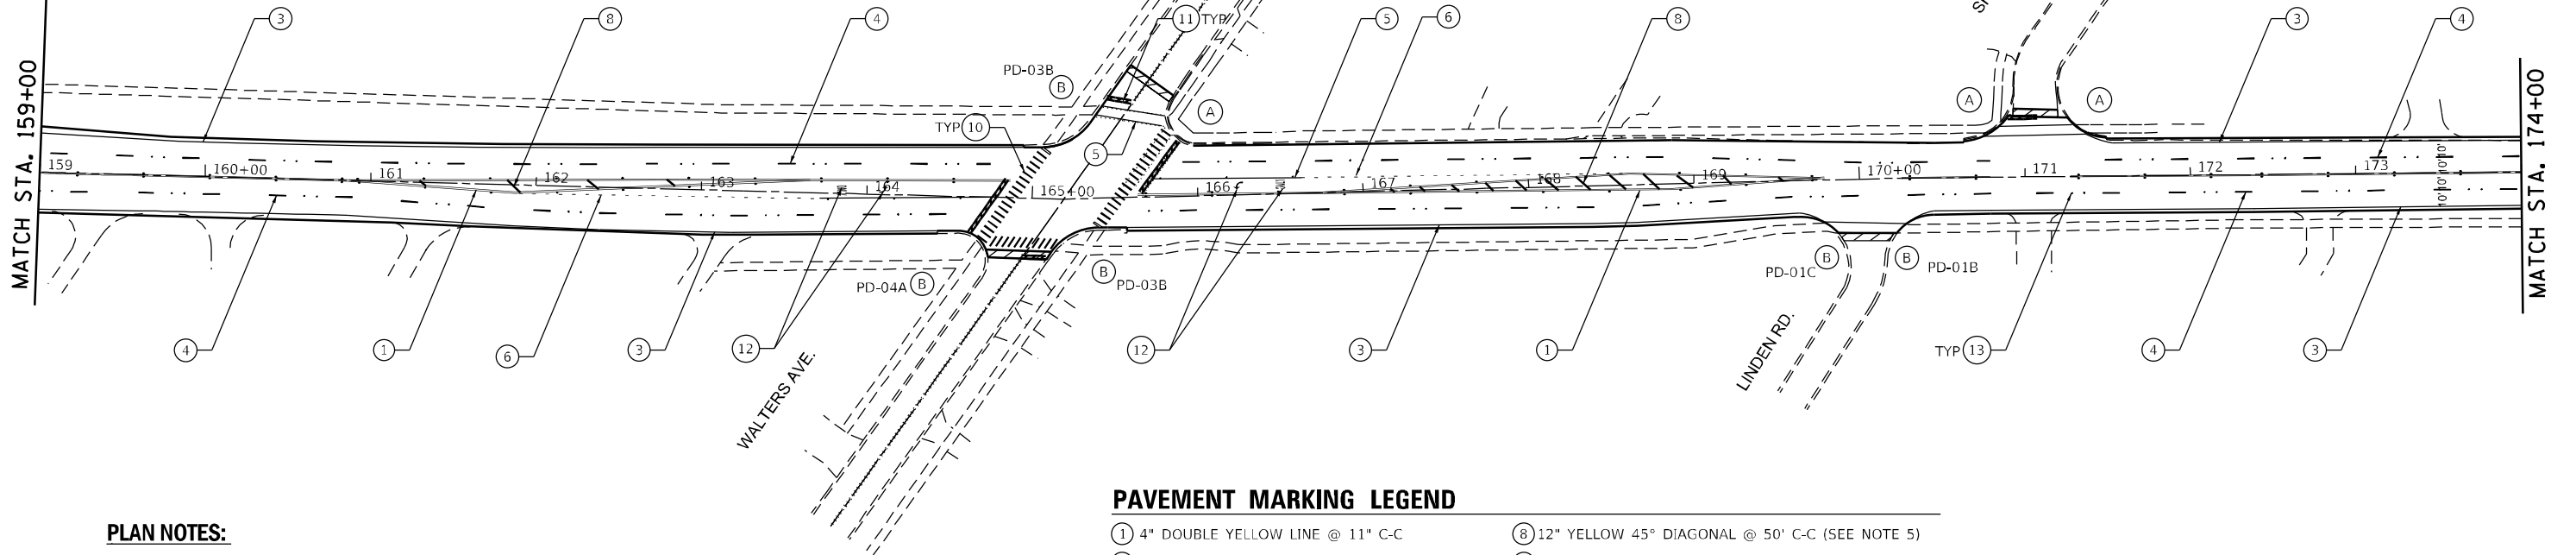 3
8
4
11 TYP
5
6
8
3
4
MATCH STA. 159+00
PD-03B
B
A
A
A
TYP 10
5
MATCH STA. 174+00
159
160+00
161
162
163
164
165+00
166
167
168
169
170+00
171
172
173
10'10'10'10'
PD-04A
B
B
PD-03B
PD-01C
B
B
PD-01B
4
1
6
3
12
12
3
1
TYP 13
4
3
WALTERS AVE.
LINDEN RD.
PAVEMENT MARKING LEGEND
PLAN NOTES:
1 4" DOUBLE YELLOW LINE @ 11" C-C
8 12" YELLOW 45° DIAGONAL @ 50' C-C (SEE NOTE 5)